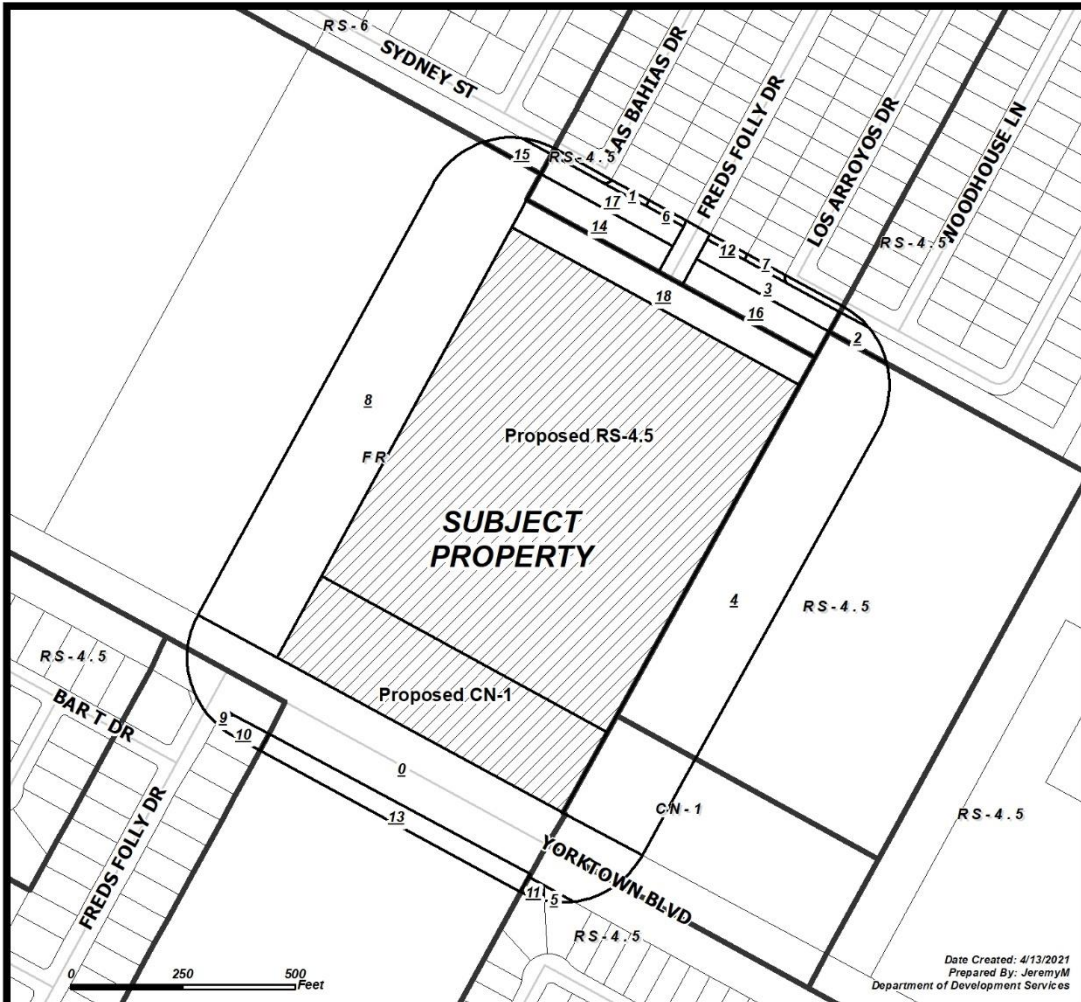 RS-6
SYDNEY ST
LAS BAHIAS DR
FREDS FOLLY DR
LOS ARROYOS DR
WOODHOUSE LN
15
RS-4.5
1
17
6
14
12
7
RS-4.5
3
18
16
2
8
Proposed RS-4.5
FR
SUBJECT
PROPERTY
4
RS-4.5
RS-4.5
BAR T DR
Proposed CN-1
9
10
0
CN-1
RS-4.5
13
YORKTOWN BLVD
FREDS FOLLY DR
11
5
RS-4.5
0 250 500
Feet
Date Created: 4/13/2021
Prepared By: JeremyM
Department of Development Services